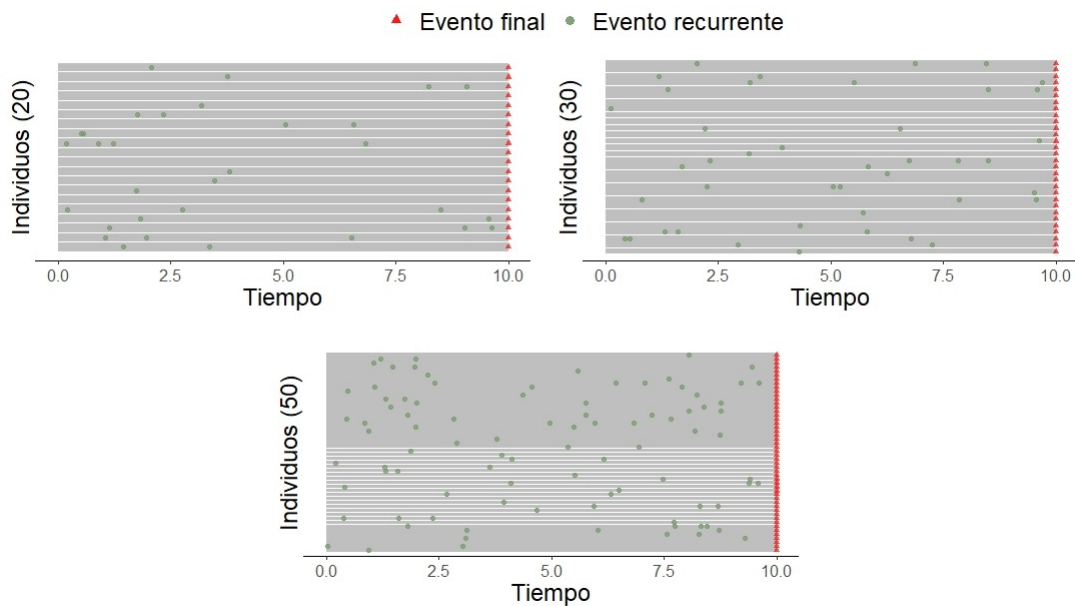 Evento final Evento recurrente
Individuos (20)
0.0 2.5 5.0 7.5 10.0
Tiempo
Individuos (30)
0.0 2.5 5.0 7.5 10.0
Tiempo
Individuos (50)
0.0 2.5 5.0 7.5 10.0
Tiempo